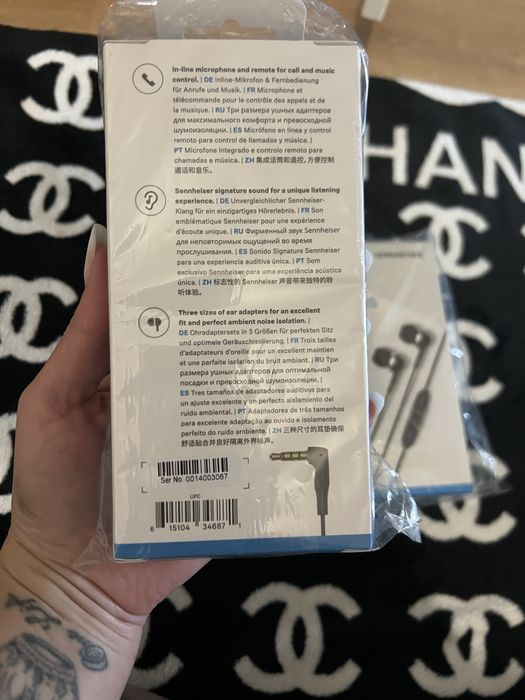 In-line microphone and remote for call and music
control. | DE Inline-Mikrofon & Fernbedienung
für Anrufe und Musik. | FR Microphone et
télécommande pour le contrôle des appels et de
la musique. | RU Три размера ушных адаптеров
для максимального комфорта и превосходной
шумоизоляции. | ES Micrófono en línea y control
remoto para control de llamadas y música. |
PT Microfone integrado e controlo remoto para
chamadas e música. | ZH 集成话筒和遥控,方便控制
通话和音乐。
Sennheiser signature sound for a unique listening
experience. | DE Unvergleichlicher Sennheiser-
Klang für ein einzigartiges Hörerlebnis. | FR Son
emblématique Sennheiser pour une expérience
d'écoute unique. | RU Фирменный звук Sennheiser
для неповторимых ощущений во время
прослушивания. | ES Sonido Signature Sennheiser
para una experiencia auditiva única. | PT Som
exclusivo Sennheiser para uma experiência acústica
única. | ZH 标志性的 Sennheiser 声音带来独特的聆
听体验。
Three sizes of ear adapters for an excellent
fit and perfect ambient noise isolation. |
DE Ohradaptersets in 3 Größen für perfekten Sitz
und optimale Geräuschisolierung. | FR Trois tailles
d'adaptateurs d'oreille pour un excellent maintien
et une parfaite isolation du bruit ambiant. | RU Три
размера ушных адаптеров для оптимальной
посадки и превосходной шумоизоляции. |
ES Tres tamaños de adaptadores auditivos para
un ajuste excelente y un perfecto aislamiento del
ruido ambiental. | PT Adaptadores de três tamanhos
para excelente adaptação ao ouvido e isolamento
perfeito do ruído ambiente. | ZH 三种尺寸的耳垫确保
舒适贴合并良好隔离外界噪声。
Ser No 0014003067
UPC
6 15104 34687 1
HAN
SENNHEISER